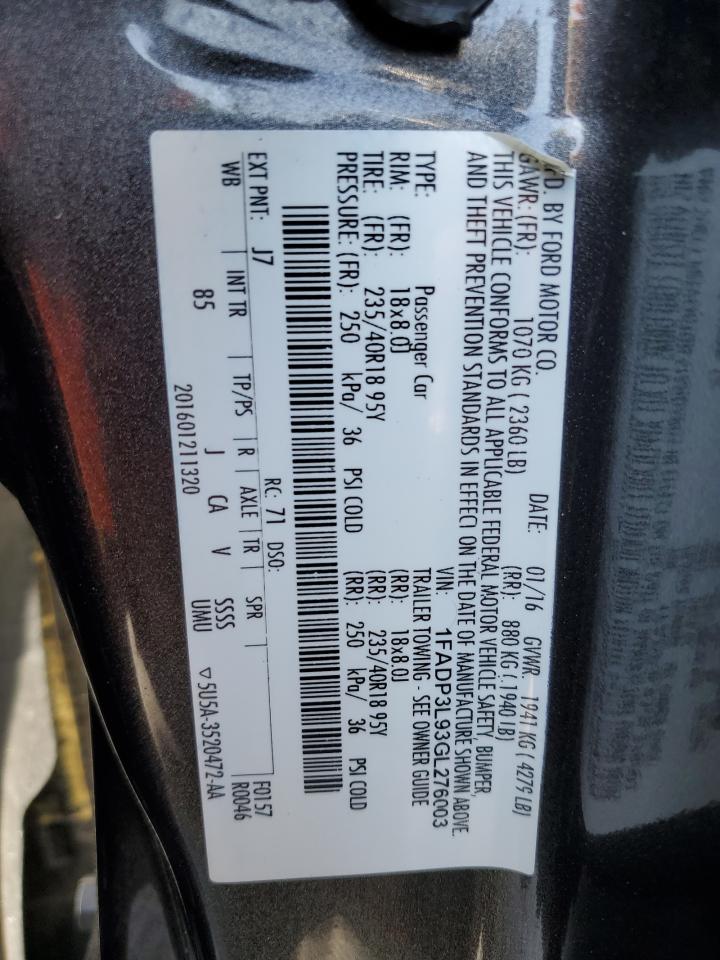 D. BY FORD MOTOR CO. DATE: 01/16 GVWR: 1941 KG ( 4279 LB)
GAWR: (FR): 1070 KG ( 2360 LB) (RR): 880 KG ( 1940 LB)
THIS VEHICLE CONFORMS TO ALL APPLICABLE FEDERAL MOTOR VEHICLE SAFETY, BUMPER,
AND THEFT PREVENTION STANDARDS IN EFFECT ON THE DATE OF MANUFACTURE SHOWN ABOVE.
VIN: 1FADP3L93GL276003
TYPE: Passenger Car TRAILER TOWING - SEE OWNER GUIDE
RIM: (FR): 18x8.0J (RR): 18x8.0J
TIRE: (FR): 235/40R18 95Y (RR): 235/40R18 95Y
PRESSURE: (FR): 250 kPa/ 36 PSI COLD (RR): 250 kPa/ 36 PSI COLD
RC: 71 DSO: F0157
EXT PNT: J7 R0046
WB INT TR TP/PS R AXLE TR SPR
85 J CA V SSSS
UMU
201601211320 ▽5U5A-3520472-AA